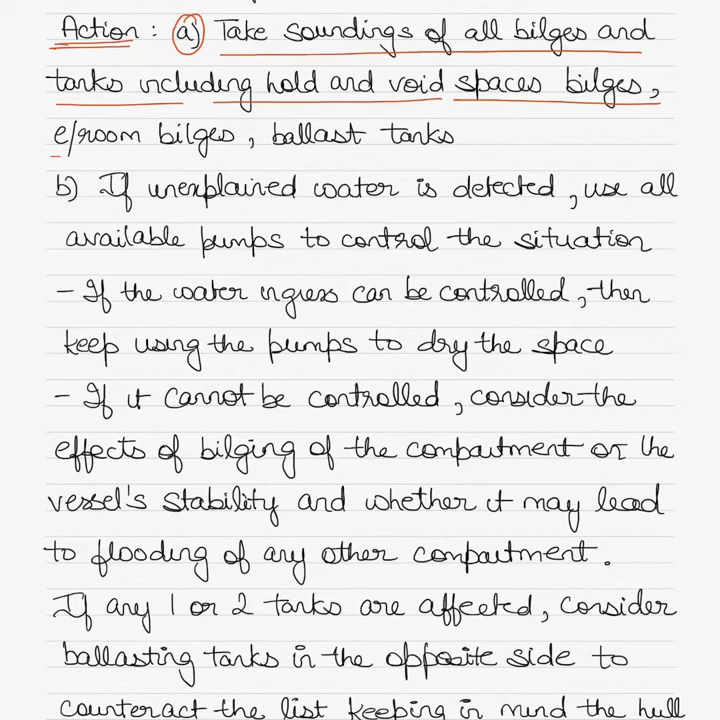 Action : a) Take soundings of all bilges and
tanks including hold and void spaces bilges,
e/room bilges, ballast tanks
b) If unexplained water is detected, use all
available pumps to control the situation
- If the water ingress can be controlled, then
keep using the pumps to dry the space
- If it cannot be controlled, consider the
effects of bilging of the compartment on the
vessel's stability and whether it may lead
to flooding of any other compartment.
If any 1 or 2 tanks are affected, consider
ballasting tanks in the opposite side to
counteract the list keeping in mind the hull